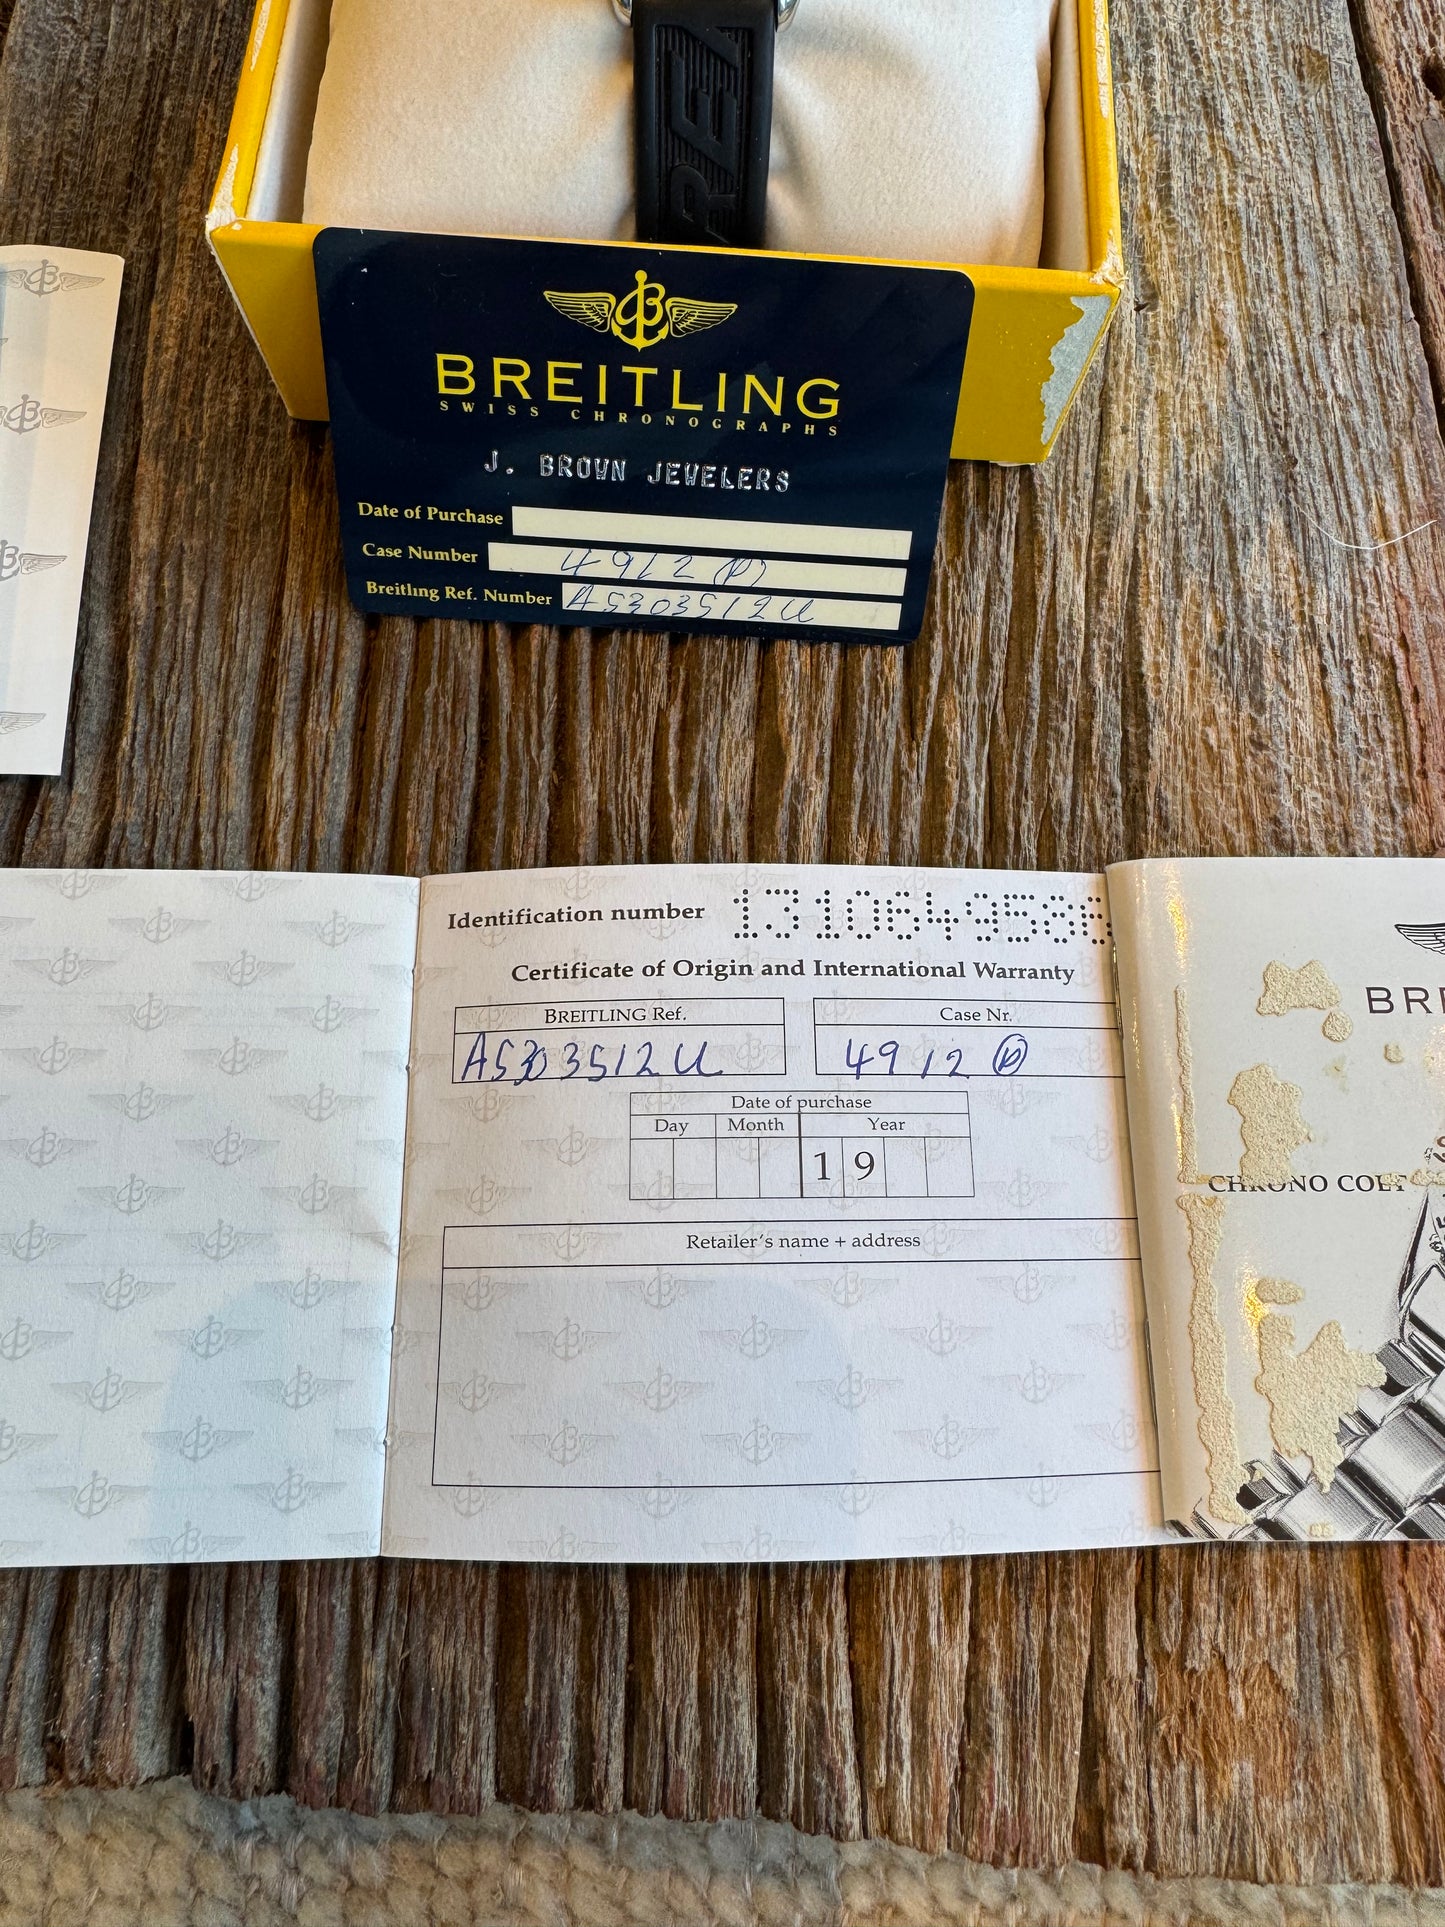 BREITLING
SWISS CHRONOGRAPHS
J. BROWN JEWELERS
Date of Purchase
Case Number 4912
Breitling Ref. Number A5303512U
Identification number 1310649586
Certificate of Origin and International Warranty
BREITLING Ref.
Case Nr.
A5303512U
4912
Date of purchase
Day Month Year
19
Retailer's name + address
BRE
CHRONO COLT